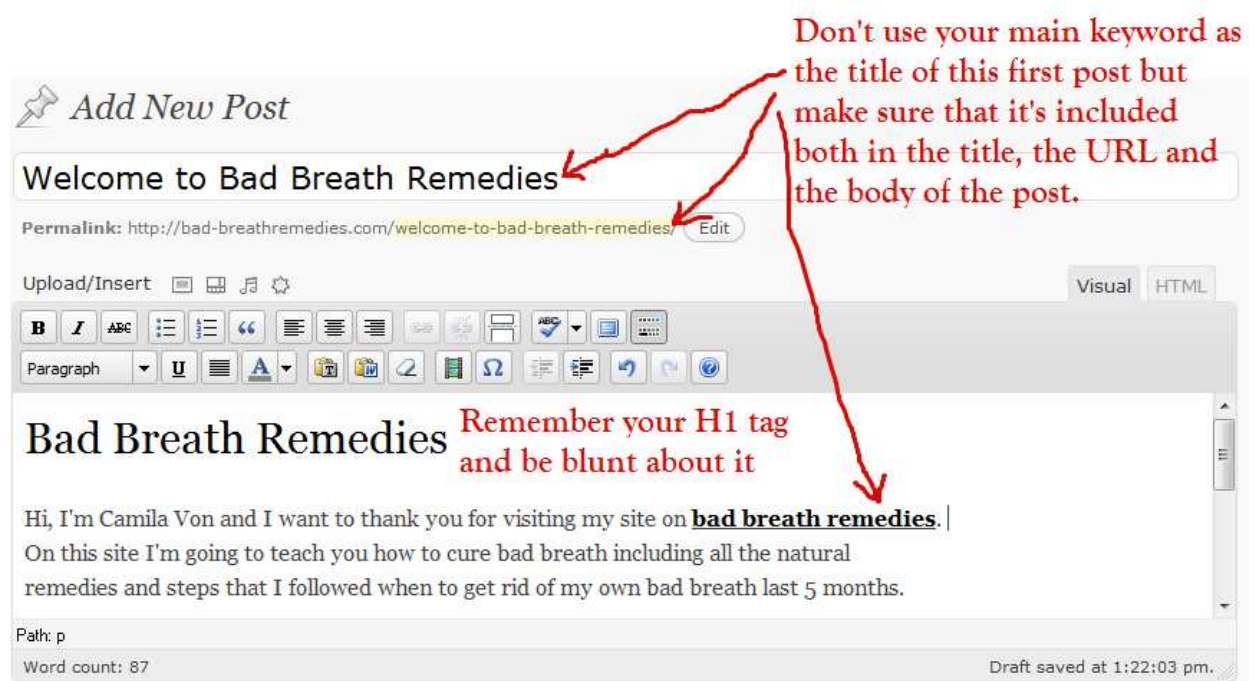 Don't use your main keyword as
the title of this first post but
make sure that it's included
both in the title, the URL and
the body of the post.
Add New Post
Welcome to Bad Breath Remedies
Permalink: http://bad-breathremedies.com/welcome-to-bad-breath-remedies/ Edit
Upload/Insert
Visual HTML
B I ABC ABC
Paragraph U A T W Ω
Bad Breath Remedies
Remember your H1 tag
and be blunt about it
Hi, I'm Camila Von and I want to thank you for visiting my site on bad breath remedies.
On this site I'm going to teach you how to cure bad breath including all the natural
remedies and steps that I followed when to get rid of my own bad breath last 5 months.
Path: p
Word count: 87
Draft saved at 1:22:03 pm.